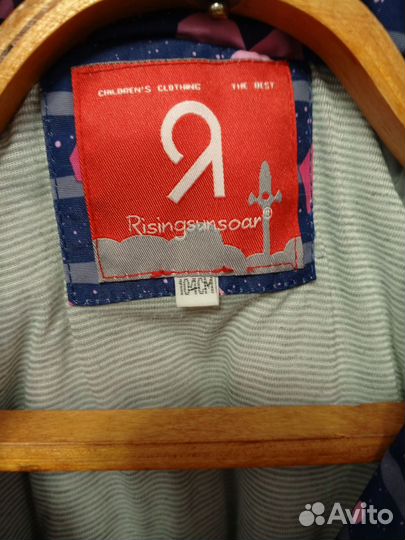 CHILDREN'S CLOTHING THE BEST
Risingsunsoar®
104CM
Avito